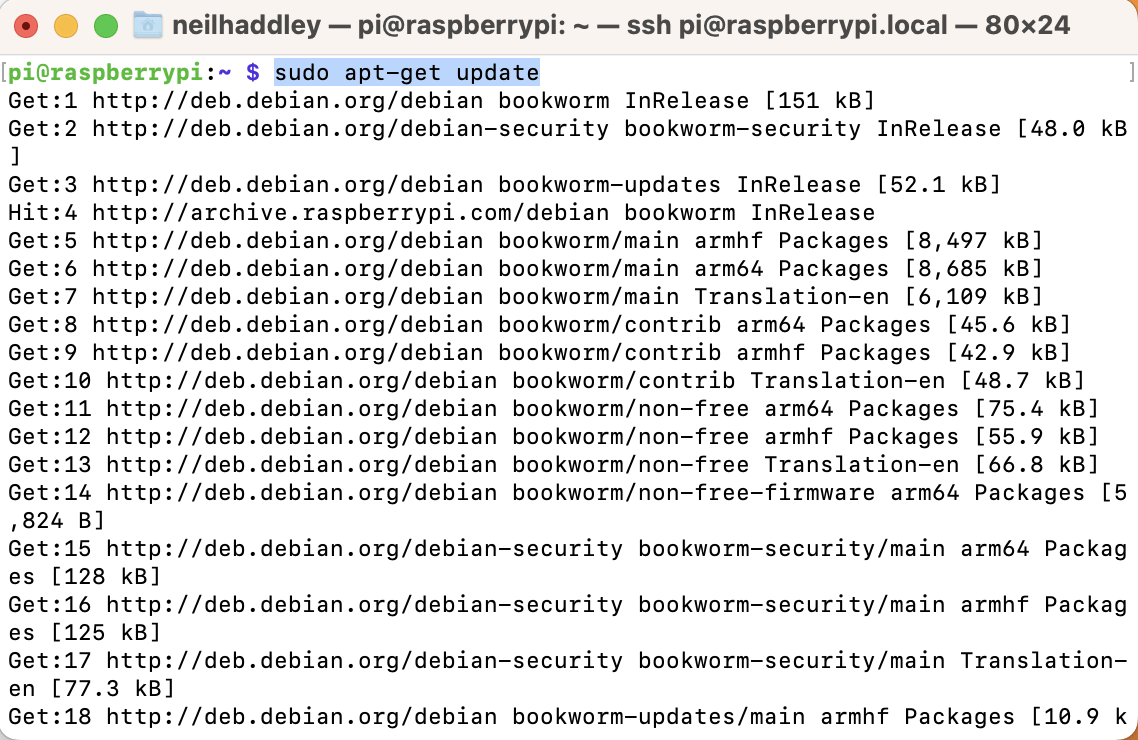 neilhaddley — pi@raspberrypi: ~ — ssh pi@raspberrypi.local — 80×24
[pi@raspberrypi:~ $ sudo apt-get update ]
Get:1 http://deb.debian.org/debian bookworm InRelease [151 kB]
Get:2 http://deb.debian.org/debian-security bookworm-security InRelease [48.0 kB
]
Get:3 http://deb.debian.org/debian bookworm-updates InRelease [52.1 kB]
Hit:4 http://archive.raspberrypi.com/debian bookworm InRelease
Get:5 http://deb.debian.org/debian bookworm/main armhf Packages [8,497 kB]
Get:6 http://deb.debian.org/debian bookworm/main arm64 Packages [8,685 kB]
Get:7 http://deb.debian.org/debian bookworm/main Translation-en [6,109 kB]
Get:8 http://deb.debian.org/debian bookworm/contrib arm64 Packages [45.6 kB]
Get:9 http://deb.debian.org/debian bookworm/contrib armhf Packages [42.9 kB]
Get:10 http://deb.debian.org/debian bookworm/contrib Translation-en [48.7 kB]
Get:11 http://deb.debian.org/debian bookworm/non-free arm64 Packages [75.4 kB]
Get:12 http://deb.debian.org/debian bookworm/non-free armhf Packages [55.9 kB]
Get:13 http://deb.debian.org/debian bookworm/non-free Translation-en [66.8 kB]
Get:14 http://deb.debian.org/debian bookworm/non-free-firmware arm64 Packages [5
,824 B]
Get:15 http://deb.debian.org/debian-security bookworm-security/main arm64 Packag
es [128 kB]
Get:16 http://deb.debian.org/debian-security bookworm-security/main armhf Packag
es [125 kB]
Get:17 http://deb.debian.org/debian-security bookworm-security/main Translation-
en [77.3 kB]
Get:18 http://deb.debian.org/debian bookworm-updates/main armhf Packages [10.9 k